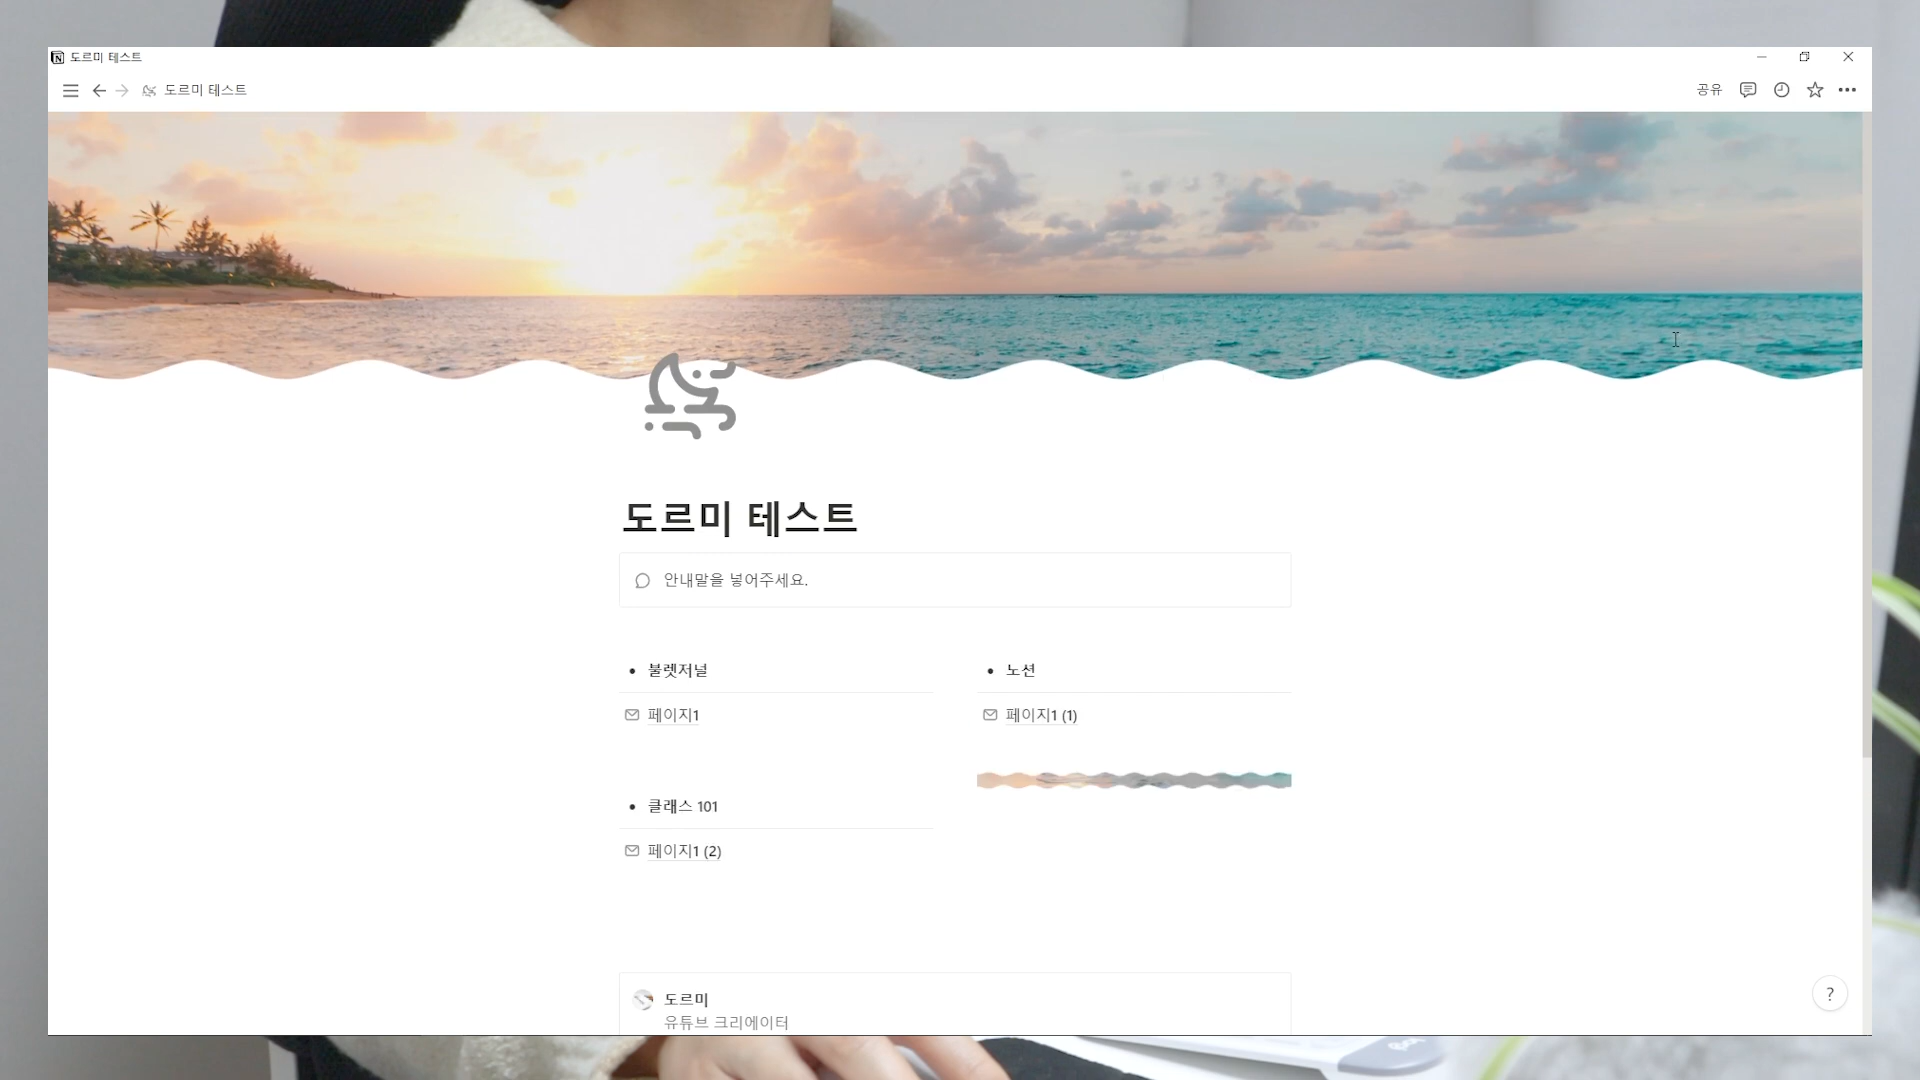 도르미 테스트
도르미 테스트
공유
도르미 테스트
안내말을 넣어주세요.
불렛저널
페이지1
노션
페이지1 (1)
클래스 101
페이지1 (2)
도르미
유튜브 크리에이터
?